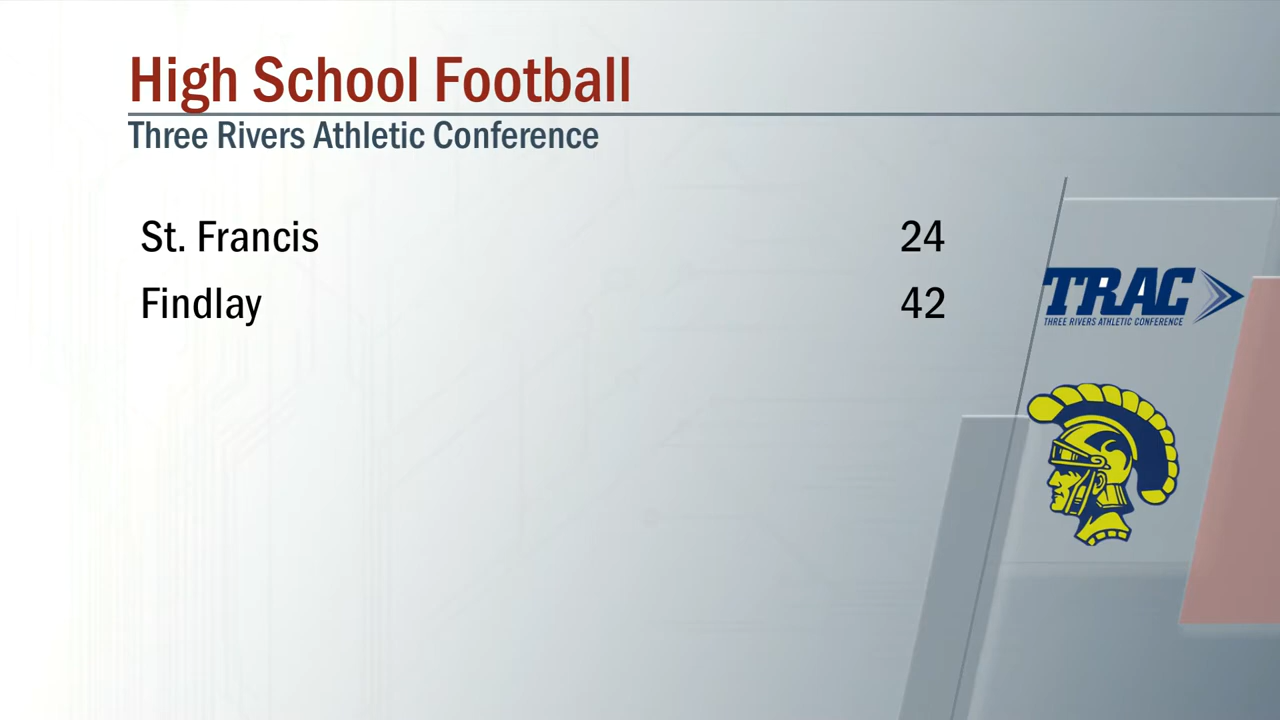 High School Football
Three Rivers Athletic Conference
St. Francis 24
Findlay 42
TRAC
THREE RIVERS ATHLETIC CONFERENCE